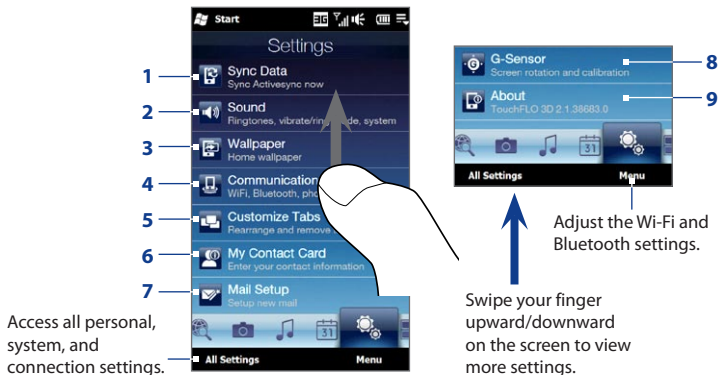 Start
Settings
1
Sync Data
Sync Activesync now
2
Sound
Ringtones, vibrate/ring de, system
3
Wallpaper
Home wallpaper
4
Communication
WiFi, Bluetooth, pho
5
Customize Tabs
Rearrange and remove
6
My Contact Card
Enter your contact information
7
Mail Setup
Setup new mail
31
All Settings Menu
Access all personal,
system, and
connection settings.
G-Sensor
Screen rotation and calibration
8
About
TouchFLO 3D 2.1.38683.0
9
31
All Settings Menu
Adjust the Wi-Fi and
Bluetooth settings.
Swipe your finger
upward/downward
on the screen to view
more settings.